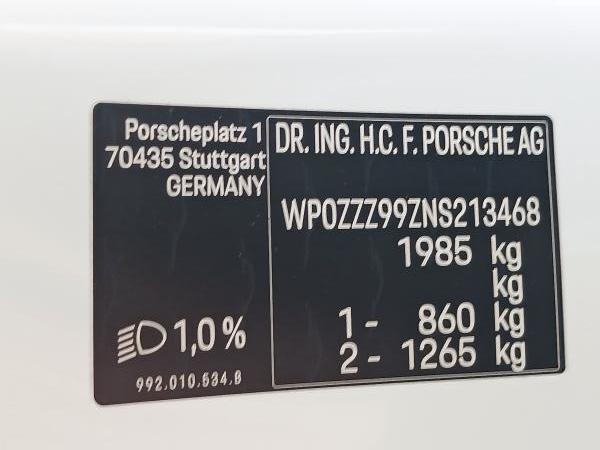 Porscheplatz 1
70435 Stuttgart
GERMANY
1,0%
992.010.534.B
DR. ING. H.C. F. PORSCHE AG
WP0ZZZ99ZNS213468
1985 kg
kg
1 - 860 kg
2 - 1265 kg